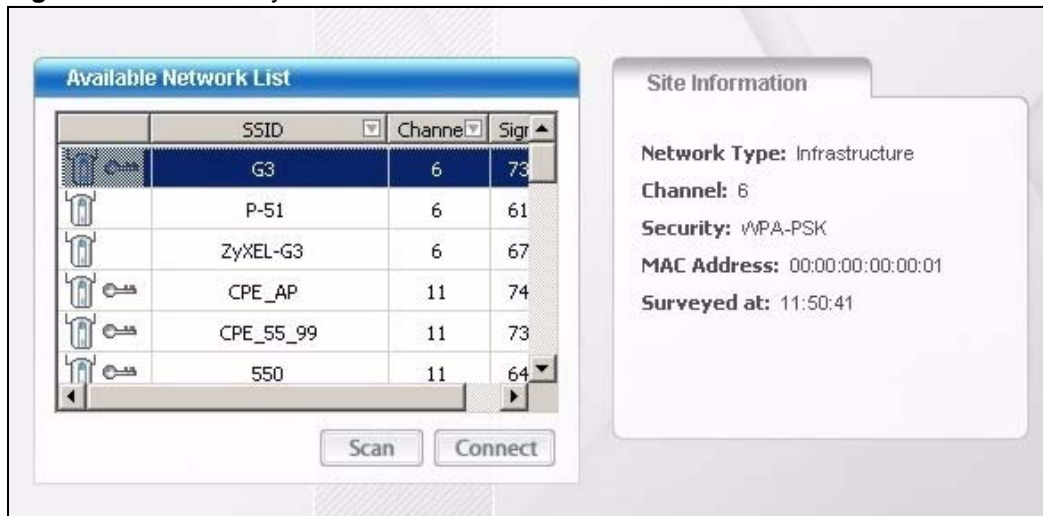 Available Network List
SSID Channe Sigr
G3 6 73
P-51 6 61
ZyXEL-G3 6 67
CPE_AP 11 74
CPE_55_99 11 73
550 11 64
Scan Connect
Site Information
Network Type: Infrastructure
Channel: 6
Security: WPA-PSK
MAC Address: 00:00:00:00:00:01
Surveyed at: 11:50:41